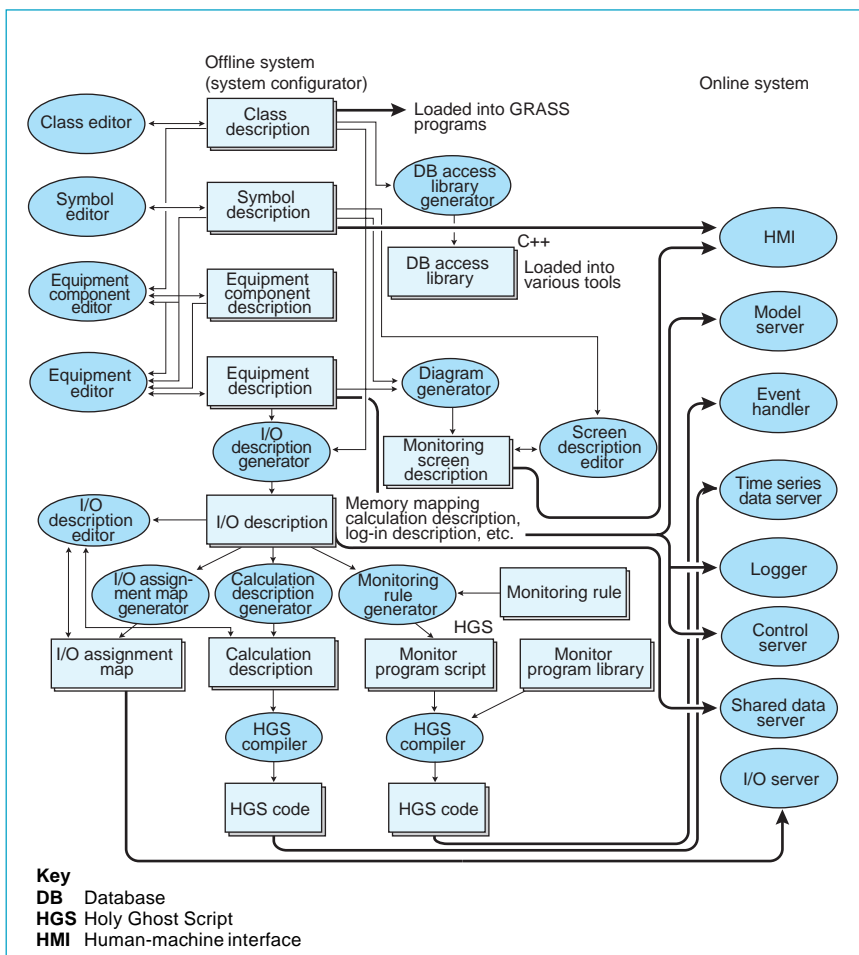 Offline system
(system configurator)
Online system
Class editor
Class
description
Loaded into GRASS
programs
DB access
library
generator
Symbol
editor
Symbol
description
HMI
C++
DB access
library
Loaded into
various tools
Equipment
component
editor
Equipment
component
description
Model
server
Equipment
editor
Equipment
description
Diagram
generator
Event
handler
I/O
description
generator
Monitoring
screen
description
Screen
description
editor
Time series
data server
I/O
description
editor
I/O description
Memory mapping
calculation description,
log-in description, etc.
Logger
I/O assign-
ment map
generator
Calculation
description
generator
Monitoring
rule
generator
Monitoring rule
Control
server
HGS
I/O assignment
map
Calculation
description
Monitor
program script
Monitor
program library
Shared data
server
HGS
compiler
HGS
compiler
I/O server
HGS code
HGS code
Key
DB Database
HGS Holy Ghost Script
HMI Human-machine interface